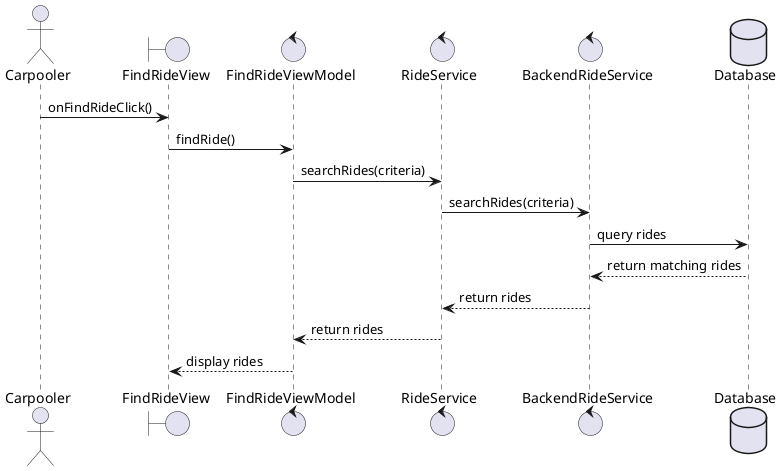 Carpooler FindRideView FindRideViewModel RideService BackendRideService Database
onFindRideClick()
findRide()
searchRides(criteria)
searchRides(criteria)
query rides
return matching rides
return rides
return rides
display rides
Carpooler FindRideView FindRideViewModel RideService BackendRideService Database